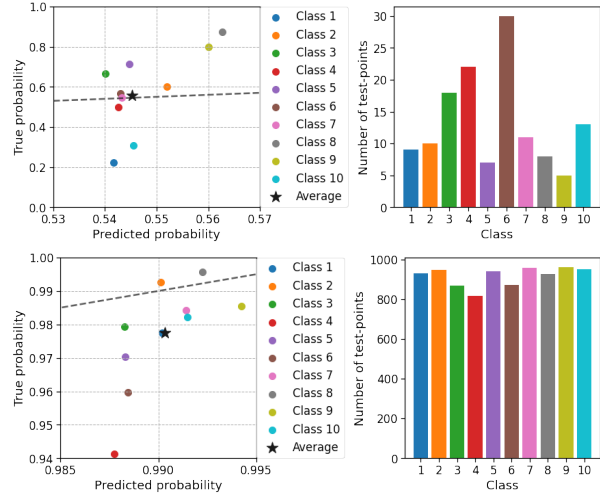 1.0
0.8
0.6
0.4
0.2
0.0
0.53
0.54
0.55
0.56
0.57
True probability
Predicted probability
Class 1
Class 2
Class 3
Class 4
Class 5
Class 6
Class 7
Class 8
Class 9
Class 10
Average
30
25
20
15
10
5
0
1 2 3 4 5 6 7 8 9 10
Number of test-points
Class
1.00
0.99
0.98
0.97
0.96
0.95
0.94
0.985
0.990
0.995
True probability
Predicted probability
Class 1
Class 2
Class 3
Class 4
Class 5
Class 6
Class 7
Class 8
Class 9
Class 10
Average
1000
800
600
400
200
0
1 2 3 4 5 6 7 8 9 10
Number of test-points
Class